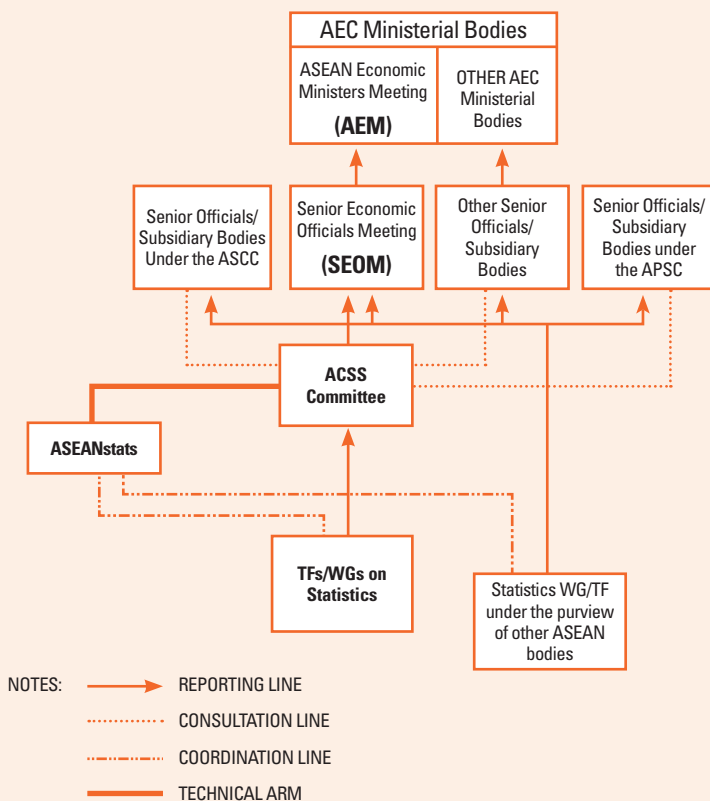 AEC Ministerial Bodies
ASEAN Economic
Ministers Meeting
(AEM)
OTHER AEC
Ministerial
Bodies
Senior Officials/
Subsidiary Bodies
Under the ASCC
Senior Economic
Officials Meeting
(SEOM)
Other Senior
Officials/
Subsidiary
Bodies
Senior Officials/
Subsidiary
Bodies under
the APSC
ACSS
Committee
ASEANstats
TFs/WGs on
Statistics
Statistics WG/TF
under the purview
of other ASEAN
bodies
NOTES:
REPORTING LINE
CONSULTATION LINE
COORDINATION LINE
TECHNICAL ARM